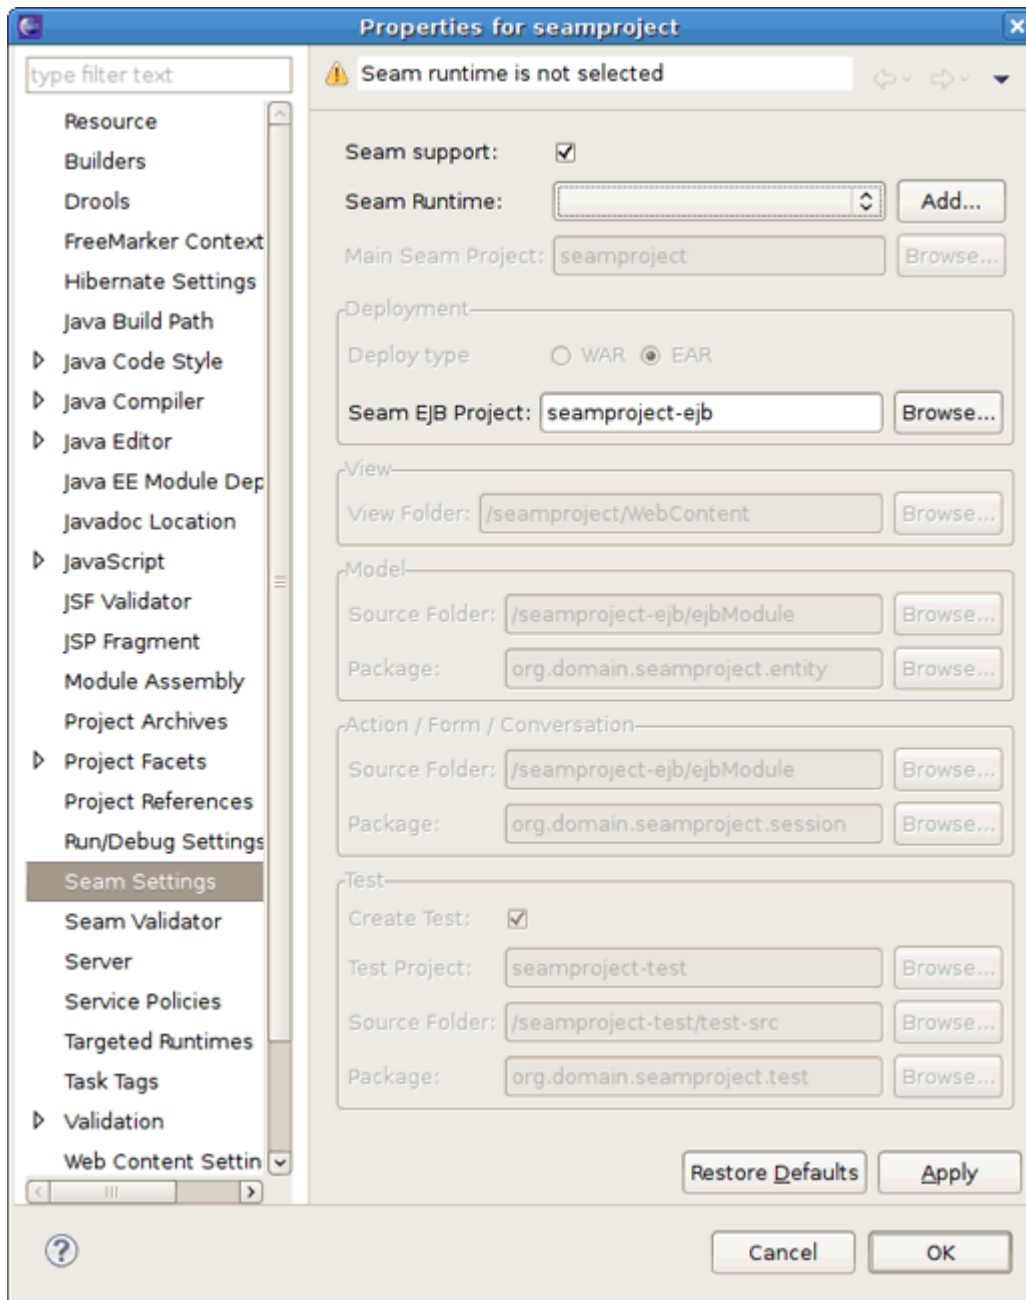 Properties for seamproject
type filter text
Seam runtime is not selected
Resource
Builders
Drools
FreeMarker Context
Hibernate Settings
Java Build Path
Java Code Style
Java Compiler
Java Editor
Java EE Module Dep
Javadoc Location
JavaScript
JSF Validator
JSP Fragment
Module Assembly
Project Archives
Project Facets
Project References
Run/Debug Settings
Seam Settings
Seam Validator
Server
Service Policies
Targeted Runtimes
Task Tags
Validation
Web Content Settin
Seam support:
Seam Runtime: Add...
Main Seam Project: seamproject Browse...
Deployment
Deploy type WAR EAR
Seam EJB Project: seamproject-ejb Browse...
View
View Folder: /seamproject/WebContent Browse...
Model
Source Folder: /seamproject-ejb/ejbModule Browse...
Package: org.domain.seamproject.entity Browse...
Action / Form / Conversation
Source Folder: /seamproject-ejb/ejbModule Browse...
Package: org.domain.seamproject.session Browse...
Test
Create Test:
Test Project: seamproject-test Browse...
Source Folder: /seamproject-test/test-src Browse...
Package: org.domain.seamproject.test Browse...
Restore Defaults Apply
? Cancel OK